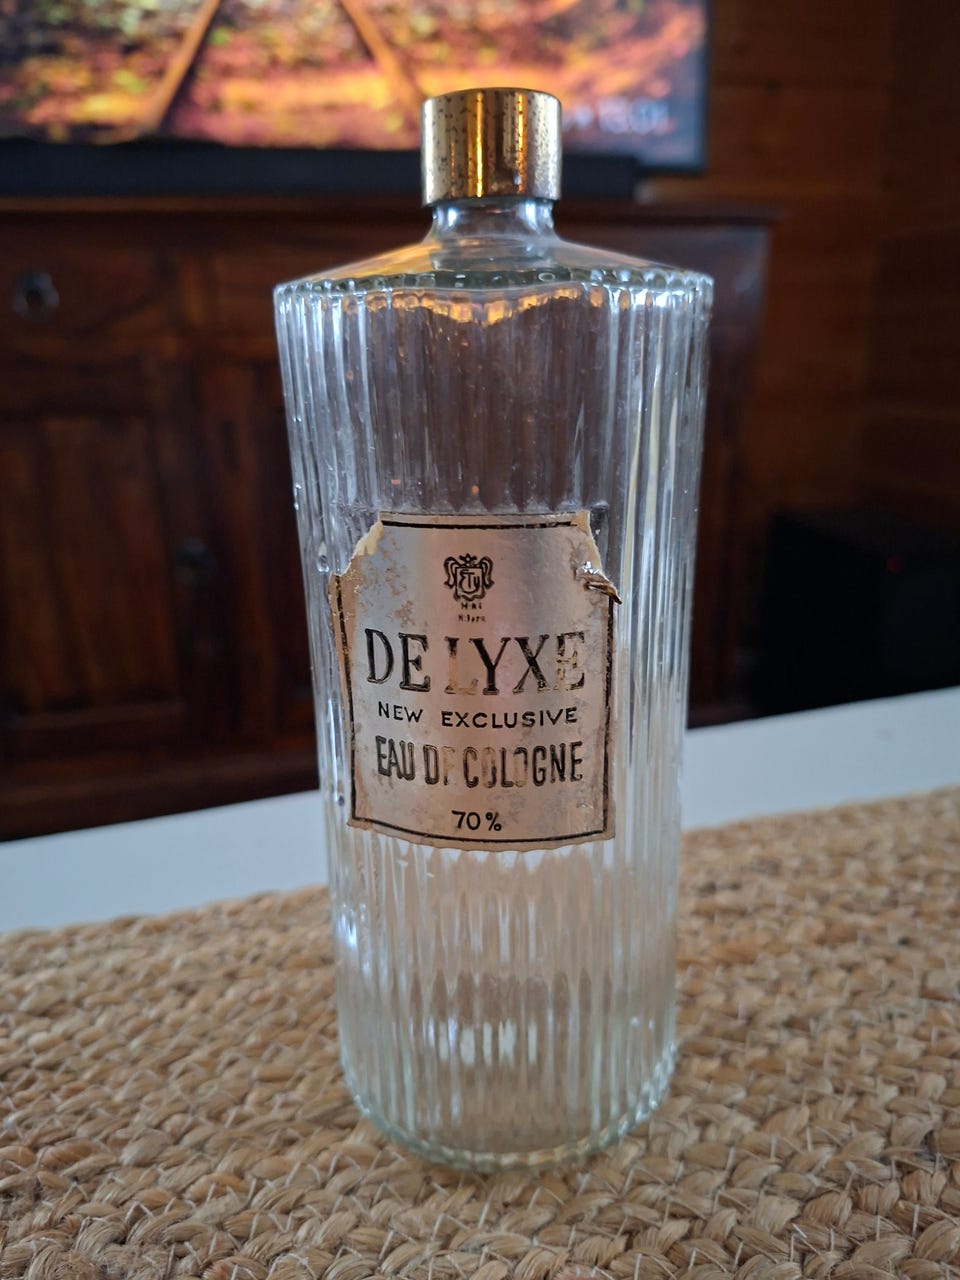 DE LYXE
NEW EXCLUSIVE
EAU DE COLOGNE
70%